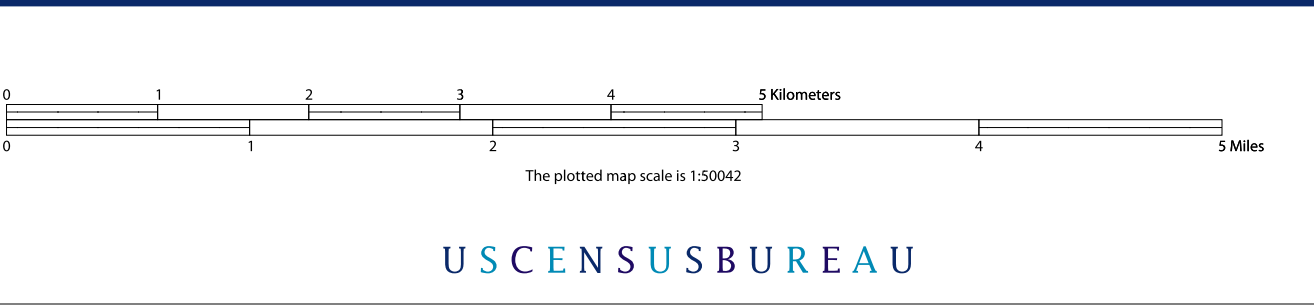 0 1 2 3 4 5 Kilometers
0 1 2 3 4 5 Miles
The plotted map scale is 1:50042
U S C E N S U S B U R E A U